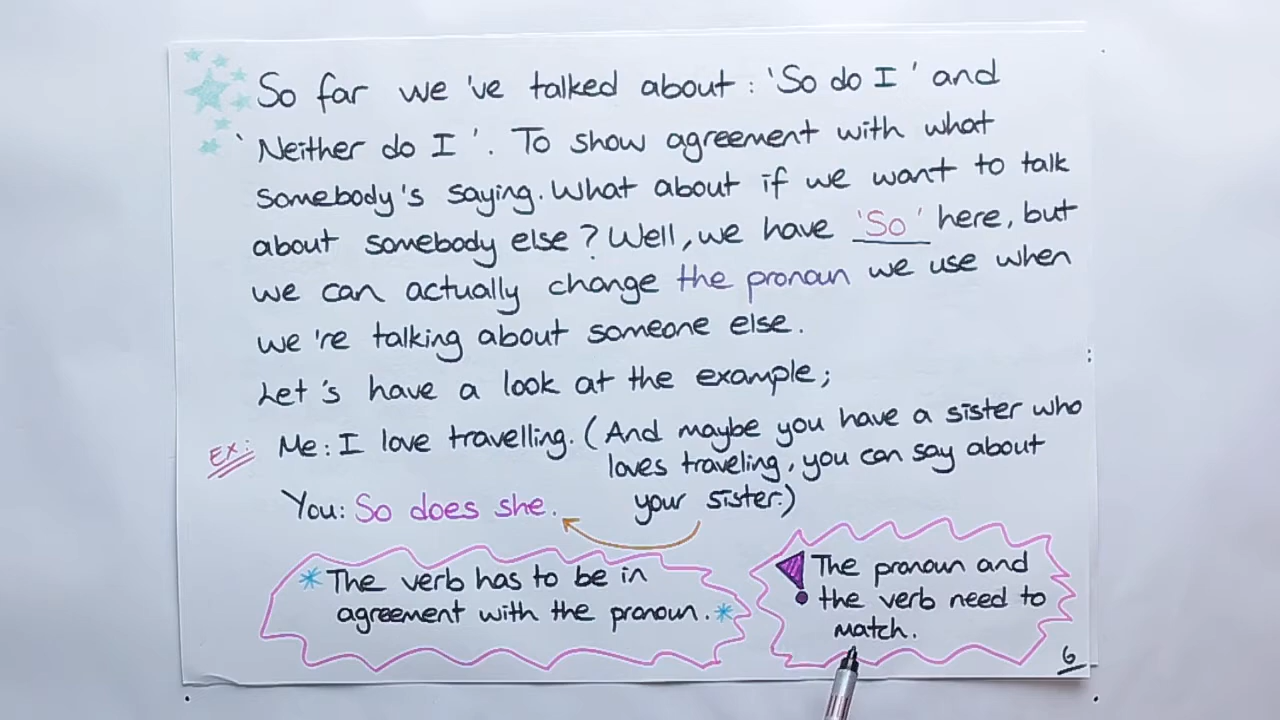 So far we've talked about: 'So do I' and
'Neither do I'. To show agreement with what
somebody's saying. What about if we want to talk
about somebody else? Well, we have 'So' here, but
we can actually change the pronoun we use when
we're talking about someone else.
Let's have a look at the example;
EX: Me: I love travelling. (And maybe you have a sister who
loves traveling, you can say about
your sister.)
You: So does she.
*The verb has to be in
agreement with the pronoun.*
! The pronoun and
the verb need to
match.
6